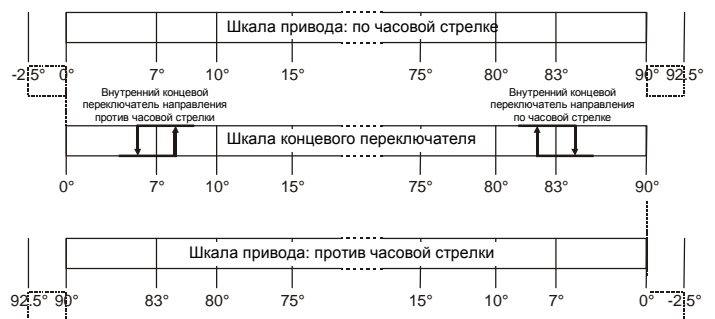 Шкала привода: по часовой стрелке
-2.5° 0° 7° 10° 15° 75° 80° 83° 90° 92.5°
Внутренний концевой
переключатель направления
против часовой стрелки
Внутренний концевой
переключатель направления
по часовой стрелке
Шкала концевого переключателя
0° 7° 10° 15° 75° 80° 83° 90°
Шкала привода: против часовой стрелки
92.5° 90° 83° 80° 75° 15° 10° 7° 0° -2.5°